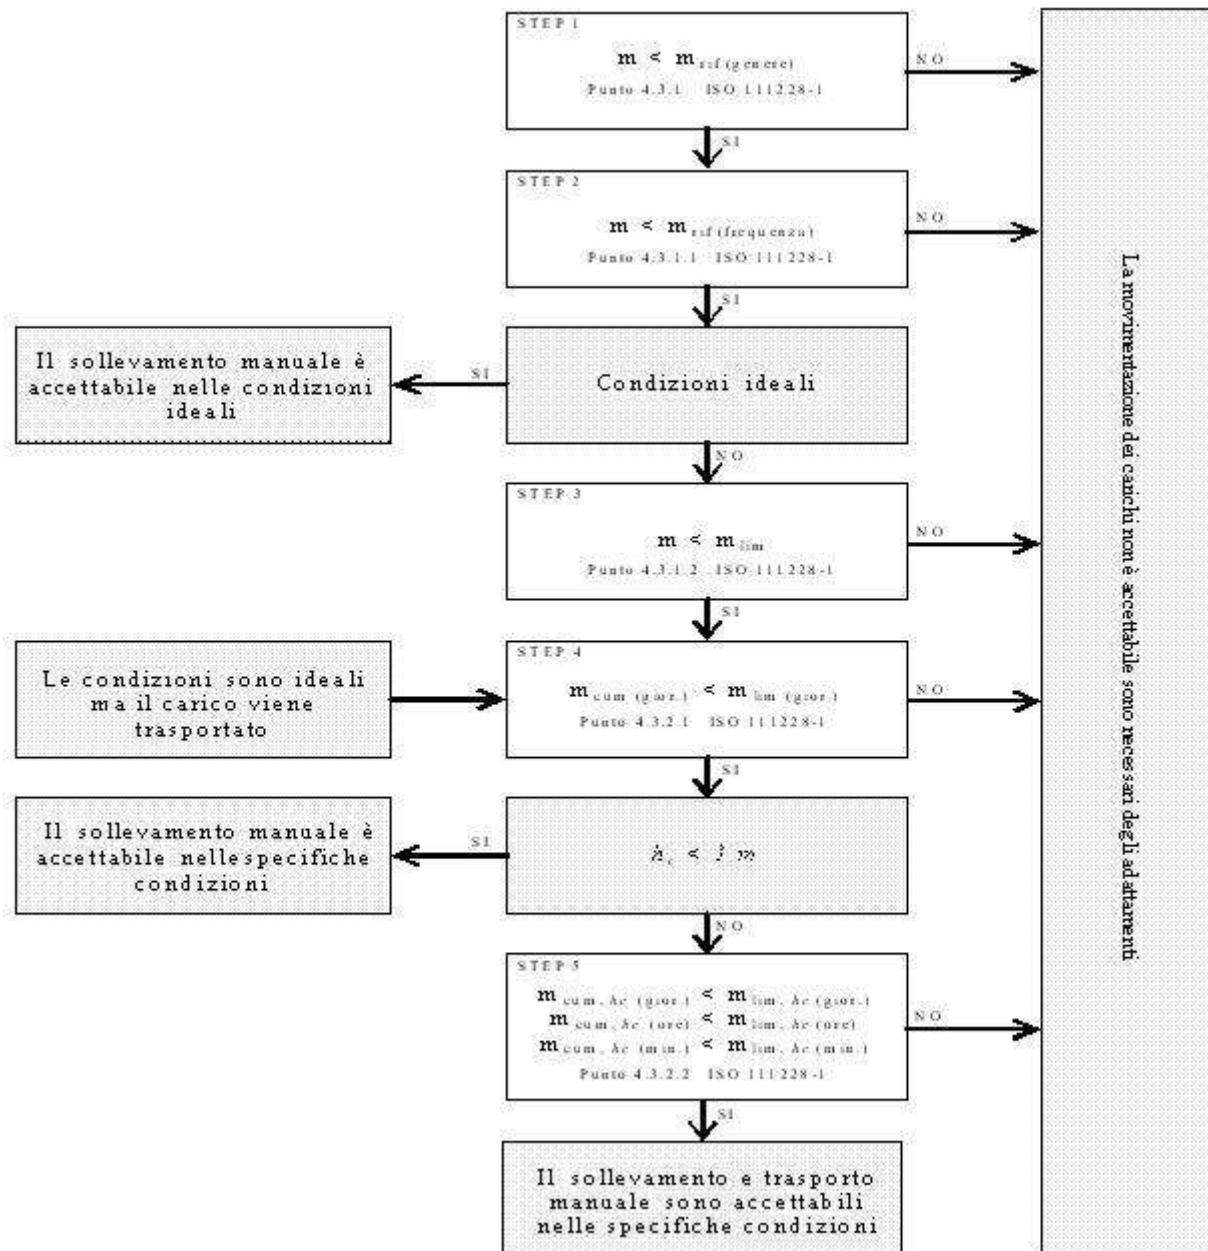 STEP 1
m < m rif (genere)
Punto 4.3.1 ISO 111228-1
NO
SI
STEP 2
m < m rif (frequenza)
Punto 4.3.1.1 ISO 111228-1
NO
SI
Il sollevamento manuale è
accettabile nelle condizioni
ideali
SI
Condizioni ideali
NO
STEP 3
m < m lim
Punto 4.3.1.2 ISO 111228-1
NO
SI
Le condizioni sono ideali
ma il carico viene
trasportato
STEP 4
m cum (gior.) < m lim (gior.)
Punto 4.3.2.1 ISO 111228-1
NO
SI
Il sollevamento manuale è
accettabile nelle specifiche
condizioni
SI
h c < 1 m
NO
STEP 5
m cum, hc (gior.) < m lim, hc (gior.)
m cum, hc (ore) < m lim, hc (ore)
m cum, hc (min.) < m lim, hc (min.)
Punto 4.3.2.2 ISO 111228-1
NO
SI
Il sollevamento e trasporto
manuale sono accettabili
nelle specifiche condizioni
La movimentazione dei carichi non è accettabile sono necessari degli adattamenti